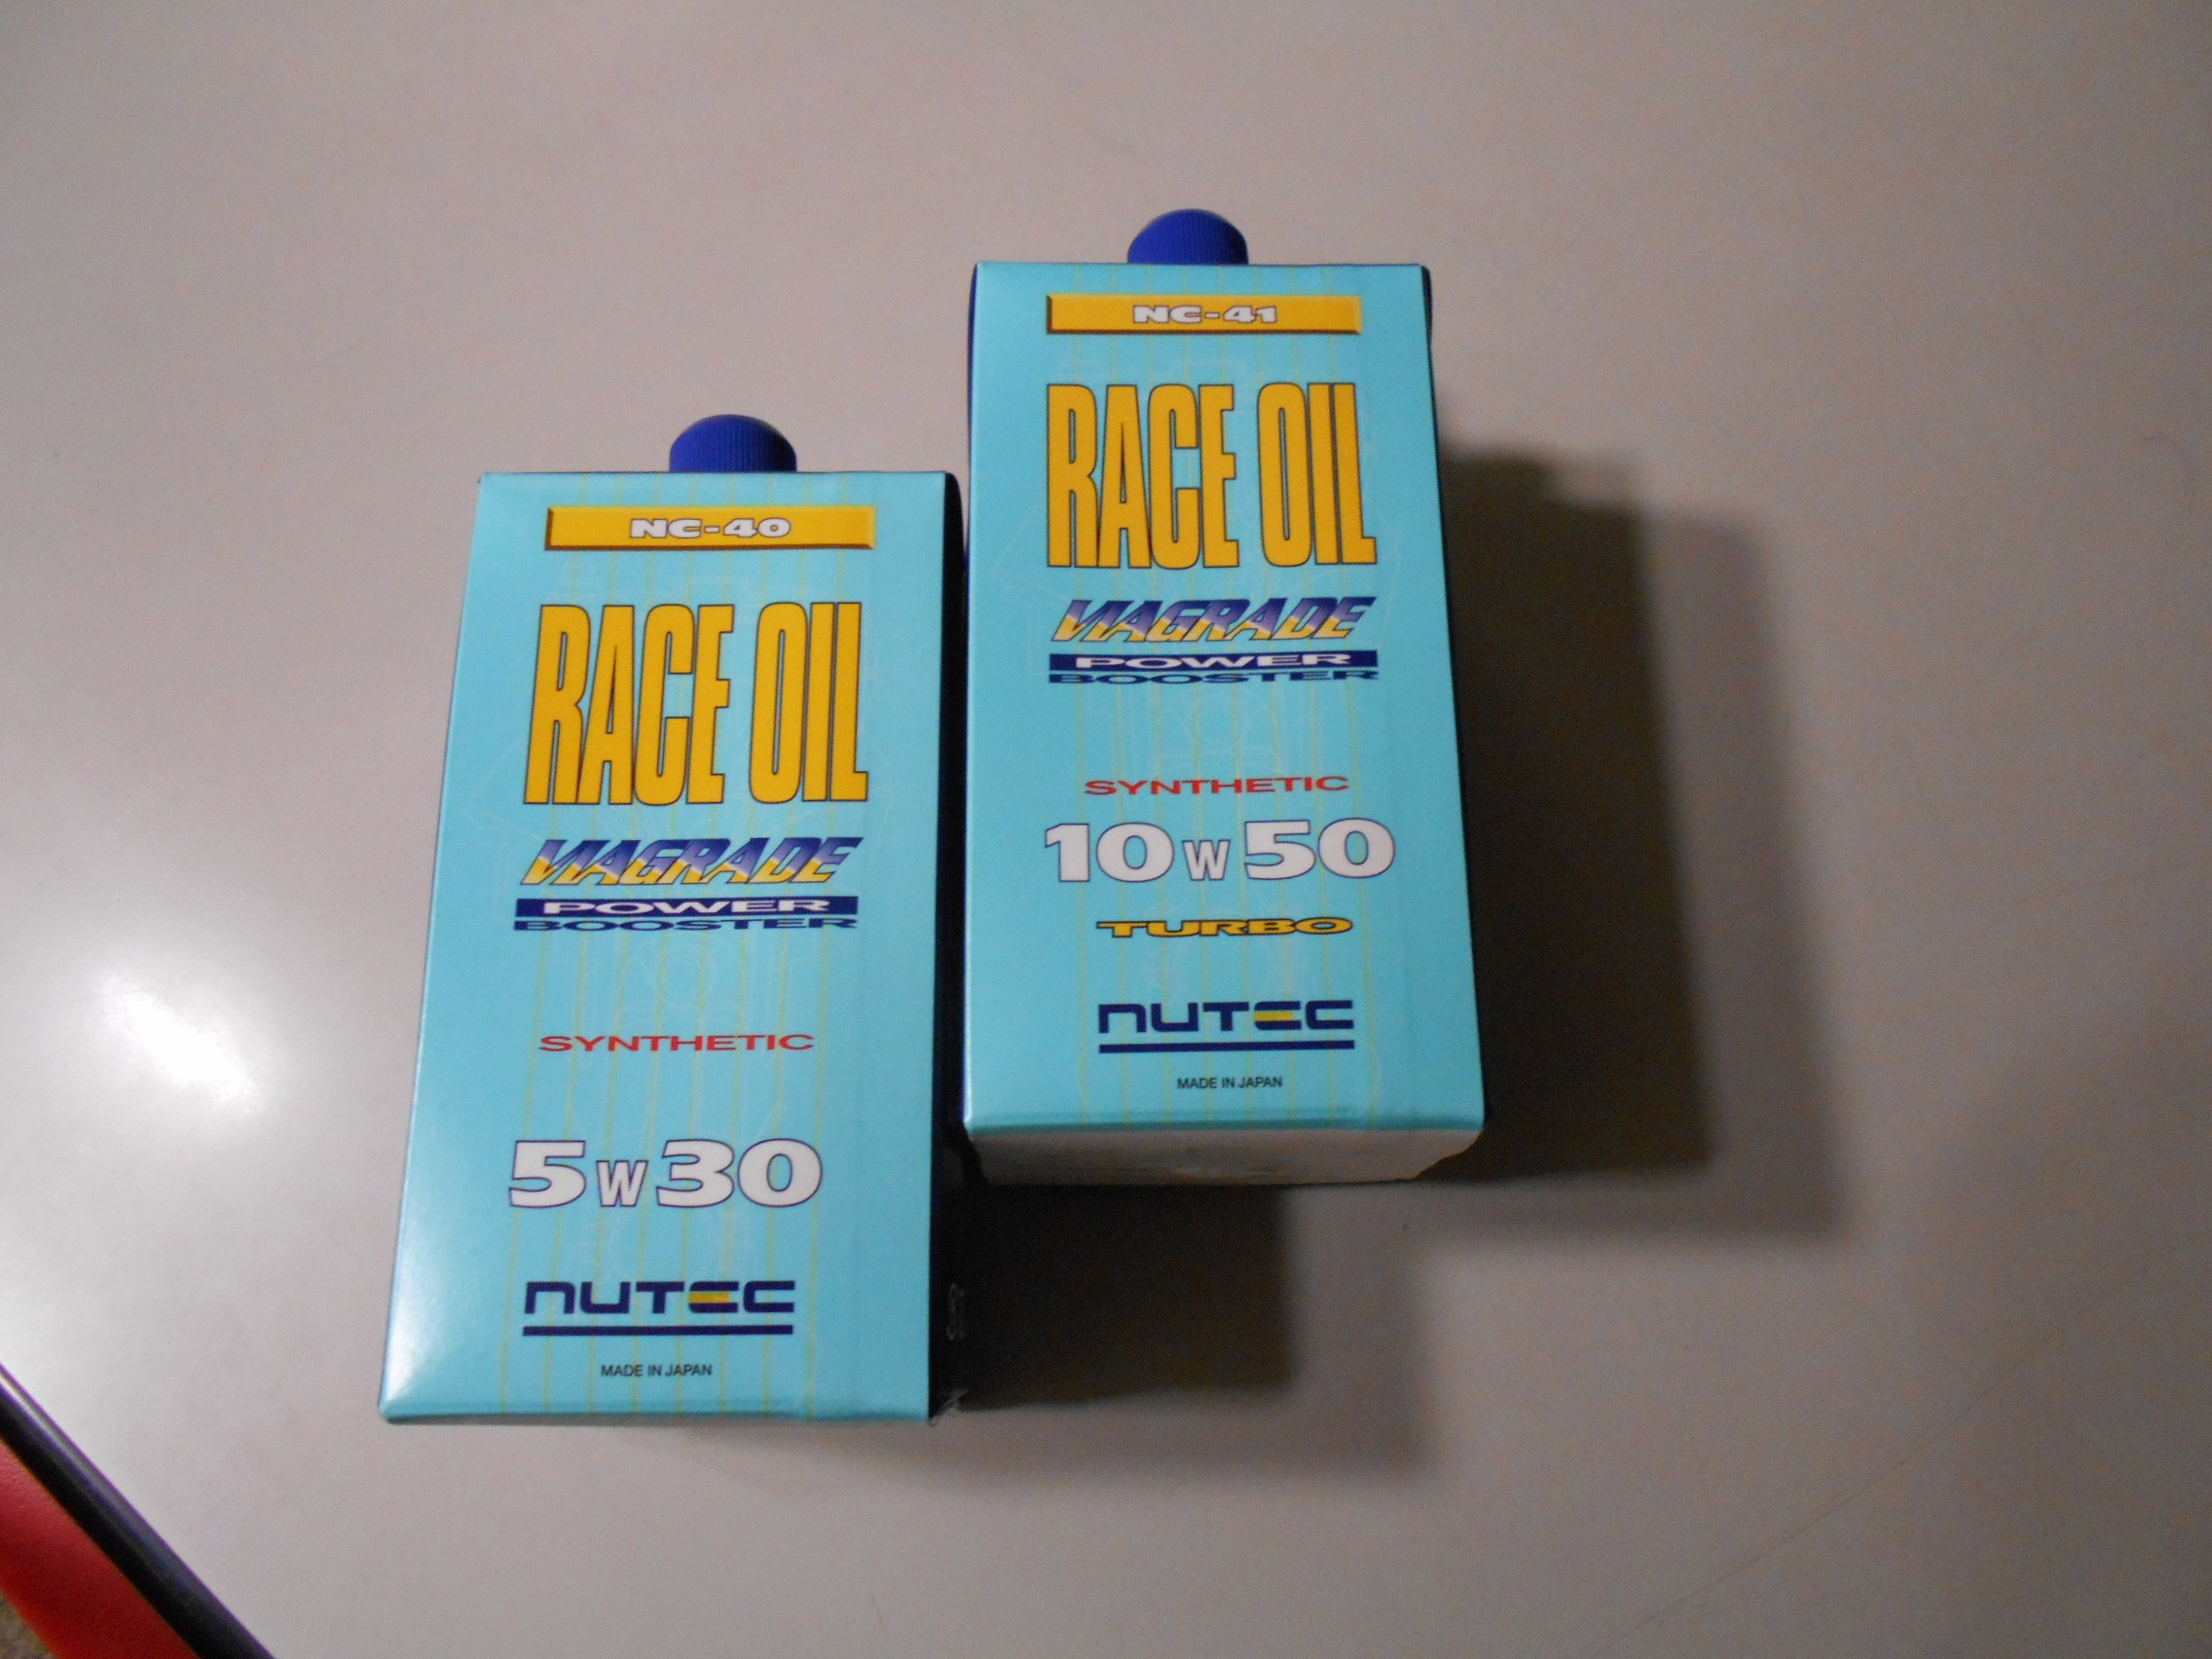 NC-40
RACE OIL
VIAGRADE
POWER
BOOSTER
SYNTHETIC
5W30
NUTEC
MADE IN JAPAN
NC-41
RACE OIL
VIAGRADE
POWER
BOOSTER
SYNTHETIC
10W50
TURBO
NUTEC
MADE IN JAPAN